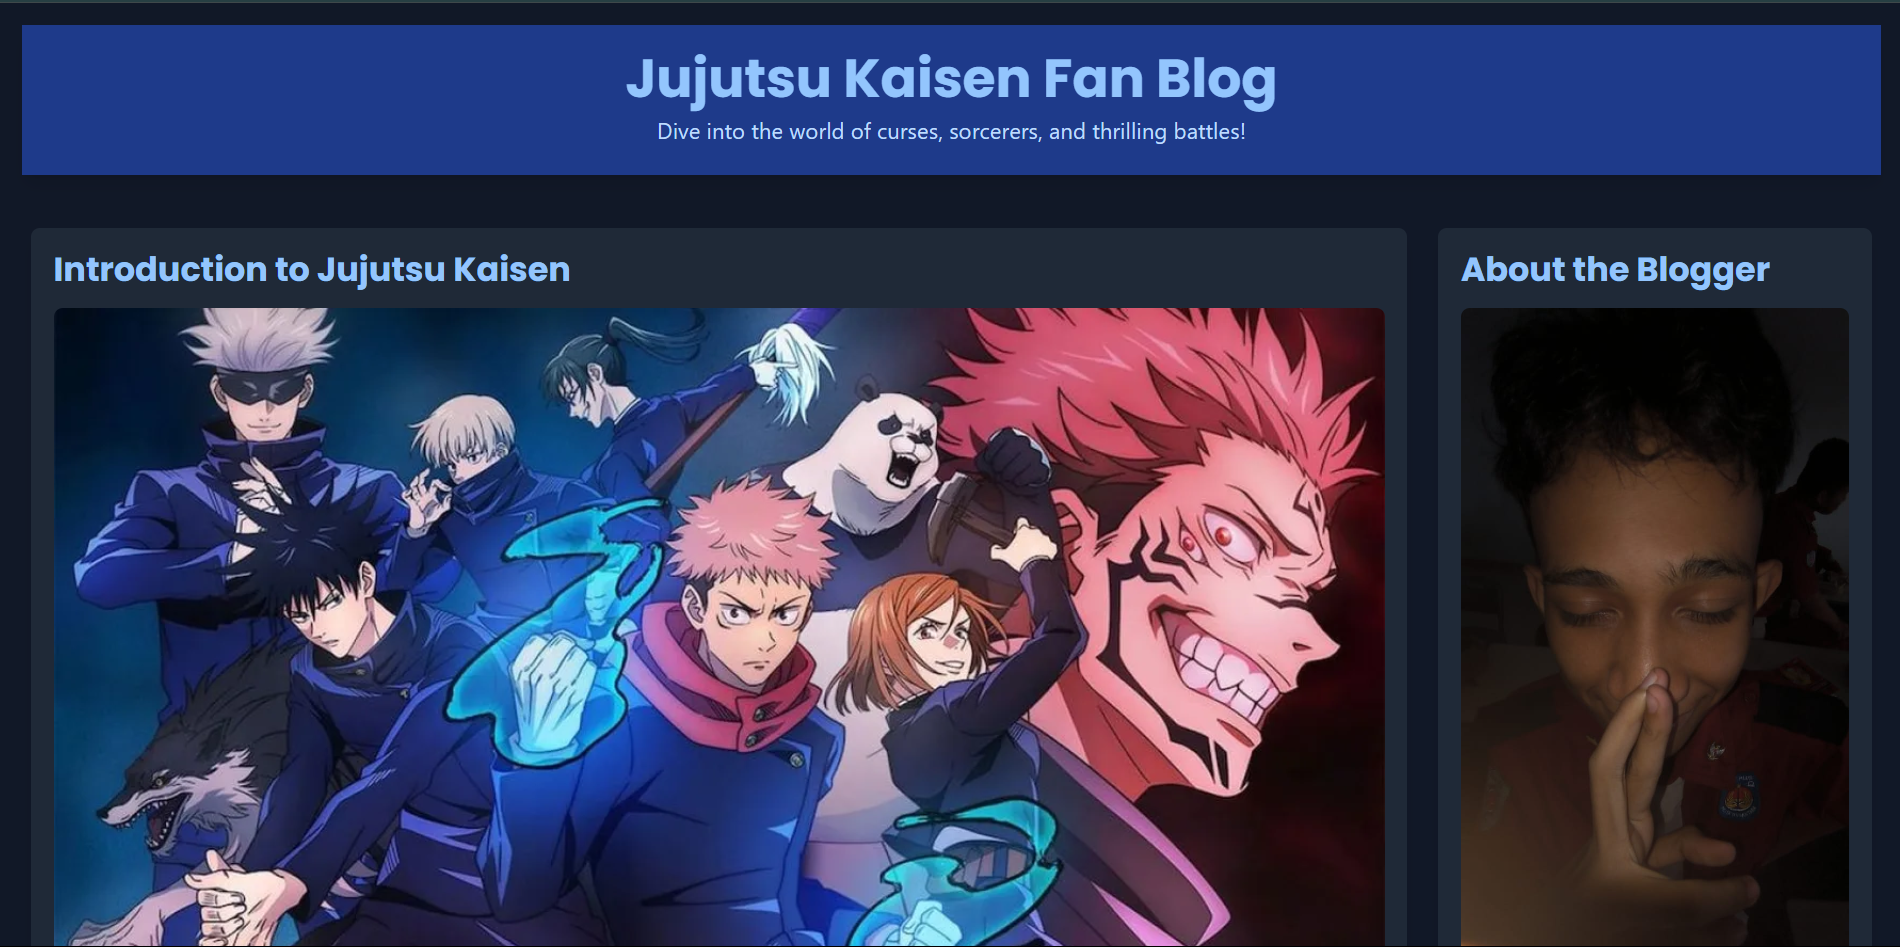 Jujutsu Kaisen Fan Blog
Dive into the world of curses, sorcerers, and thrilling battles!
Introduction to Jujutsu Kaisen
About the Blogger